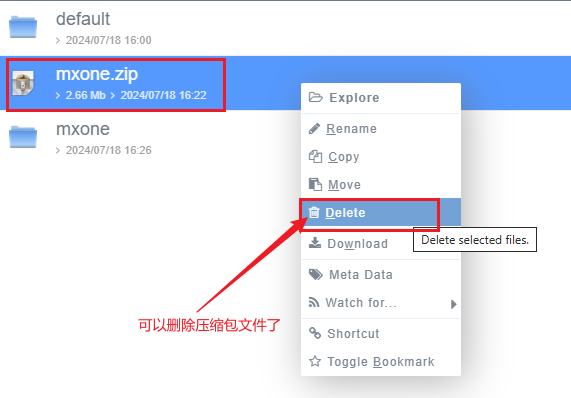 default
> 2024/07/18 16:00
mxone.zip
> 2.66 Mb > 2024/07/18 16:22
mxone
> 2024/07/18 16:26
Explore
Rename
Copy
Move
Delete
Delete selected files.
Download
Meta Data
Watch for...
Shortcut
Toggle Bookmark
可以删除压缩包文件了